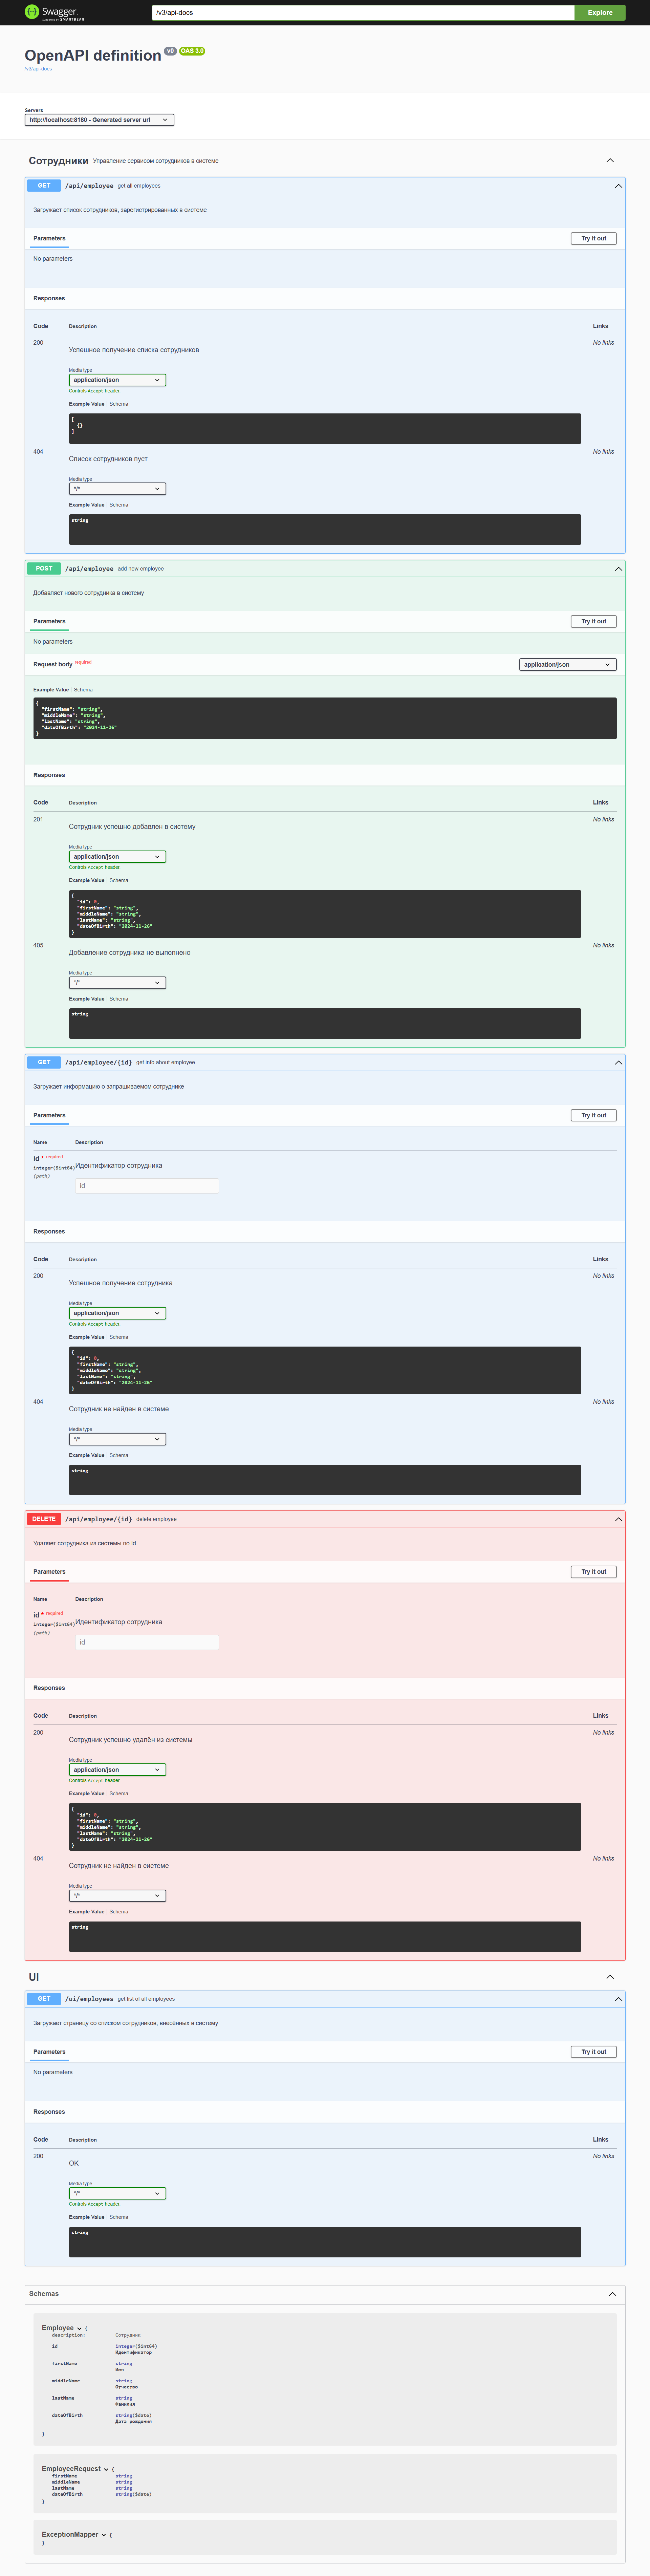 Swagger.
Supported by SMARTBEAR
/v3/api-docs
Explore
OpenAPI definition v0 OAS 3.0
/v3/api-docs
Servers
http://localhost:8180 - Generated server url
Сотрудники Управление сервисом сотрудников в системе
GET /api/employee get all employees
Загружает список сотрудников, зарегистрированных в системе
Parameters Try it out
No parameters
Responses
Code Description Links
200 No links
Успешное получение списка сотрудников
Media type
application/json
Controls Accept header.
Example Value Schema
[
{}
]
404 No links
Список сотрудников пуст
Media type
*/*
Example Value Schema
string
POST /api/employee add new employee
Добавляет нового сотрудника в систему
Parameters Try it out
No parameters
Request body required application/json
Example Value Schema
{
"firstName": "string",
"middleName": "string",
"lastName": "string",
"dateOfBirth": "2024-11-26"
}
Responses
Code Description Links
201 No links
Сотрудник успешно добавлен в систему
Media type
application/json
Controls Accept header.
Example Value Schema
{
"id": 0,
"firstName": "string",
"middleName": "string",
"lastName": "string",
"dateOfBirth": "2024-11-26"
}
405 No links
Добавление сотрудника не выполнено
Media type
*/*
Example Value Schema
string
GET /api/employee/{id} get info about employee
Загружает информацию о запрашиваемом сотруднике
Parameters Try it out
Name Description
id * required
integer($int64) Идентификатор сотрудника
(path)
id
Responses
Code Description Links
200 No links
Успешное получение сотрудника
Media type
application/json
Controls Accept header.
Example Value Schema
{
"id": 0,
"firstName": "string",
"middleName": "string",
"lastName": "string",
"dateOfBirth": "2024-11-26"
}
404 No links
Сотрудник не найден в системе
Media type
*/*
Example Value Schema
string
DELETE /api/employee/{id} delete employee
Удаляет сотрудника из системы по id
Parameters Try it out
Name Description
id * required
integer($int64) Идентификатор сотрудника
(path)
id
Responses
Code Description Links
200 No links
Сотрудник успешно удалён из системы
Media type
application/json
Controls Accept header.
Example Value Schema
{
"id": 0,
"firstName": "string",
"middleName": "string",
"lastName": "string",
"dateOfBirth": "2024-11-26"
}
404 No links
Сотрудник не найден в системе
Media type
*/*
Example Value Schema
string
UI
GET /ui/employees get list of all employees
Загружает страницу со списком сотрудников, внесённых в систему
Parameters Try it out
No parameters
Responses
Code Description Links
200 No links
OK
Media type
*/*
Controls Accept header.
Example Value Schema
string
Schemas
Employee {
description: Сотрудник
id integer($int64)
Идентификатор
firstName string
Имя
middleName string
Отчество
lastName string
Фамилия
dateOfBirth string($date)
Дата рождения
}
EmployeeRequest {
firstName string
middleName string
lastName string
dateOfBirth string($date)
}
ExceptionMapper {
}